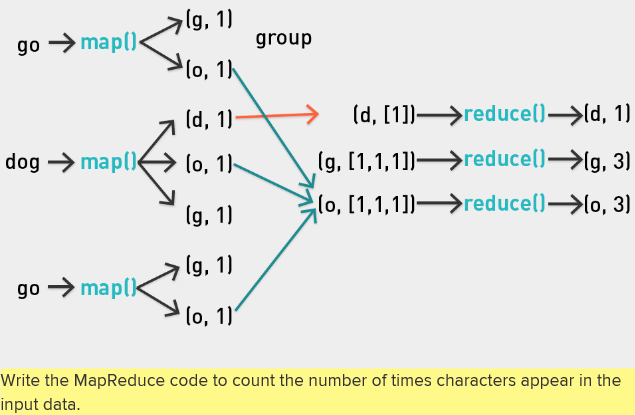 (g, 1)
go map() group
(o, 1)
(d, 1) (d, [1]) reduce() (d, 1)
dog map() (o, 1) (g, [1,1,1]) reduce() (g, 3)
(o, [1,1,1]) reduce() (o, 3)
(g, 1)
(g, 1)
go map()
(o, 1)
Write the MapReduce code to count the number of times characters appear in the
input data.